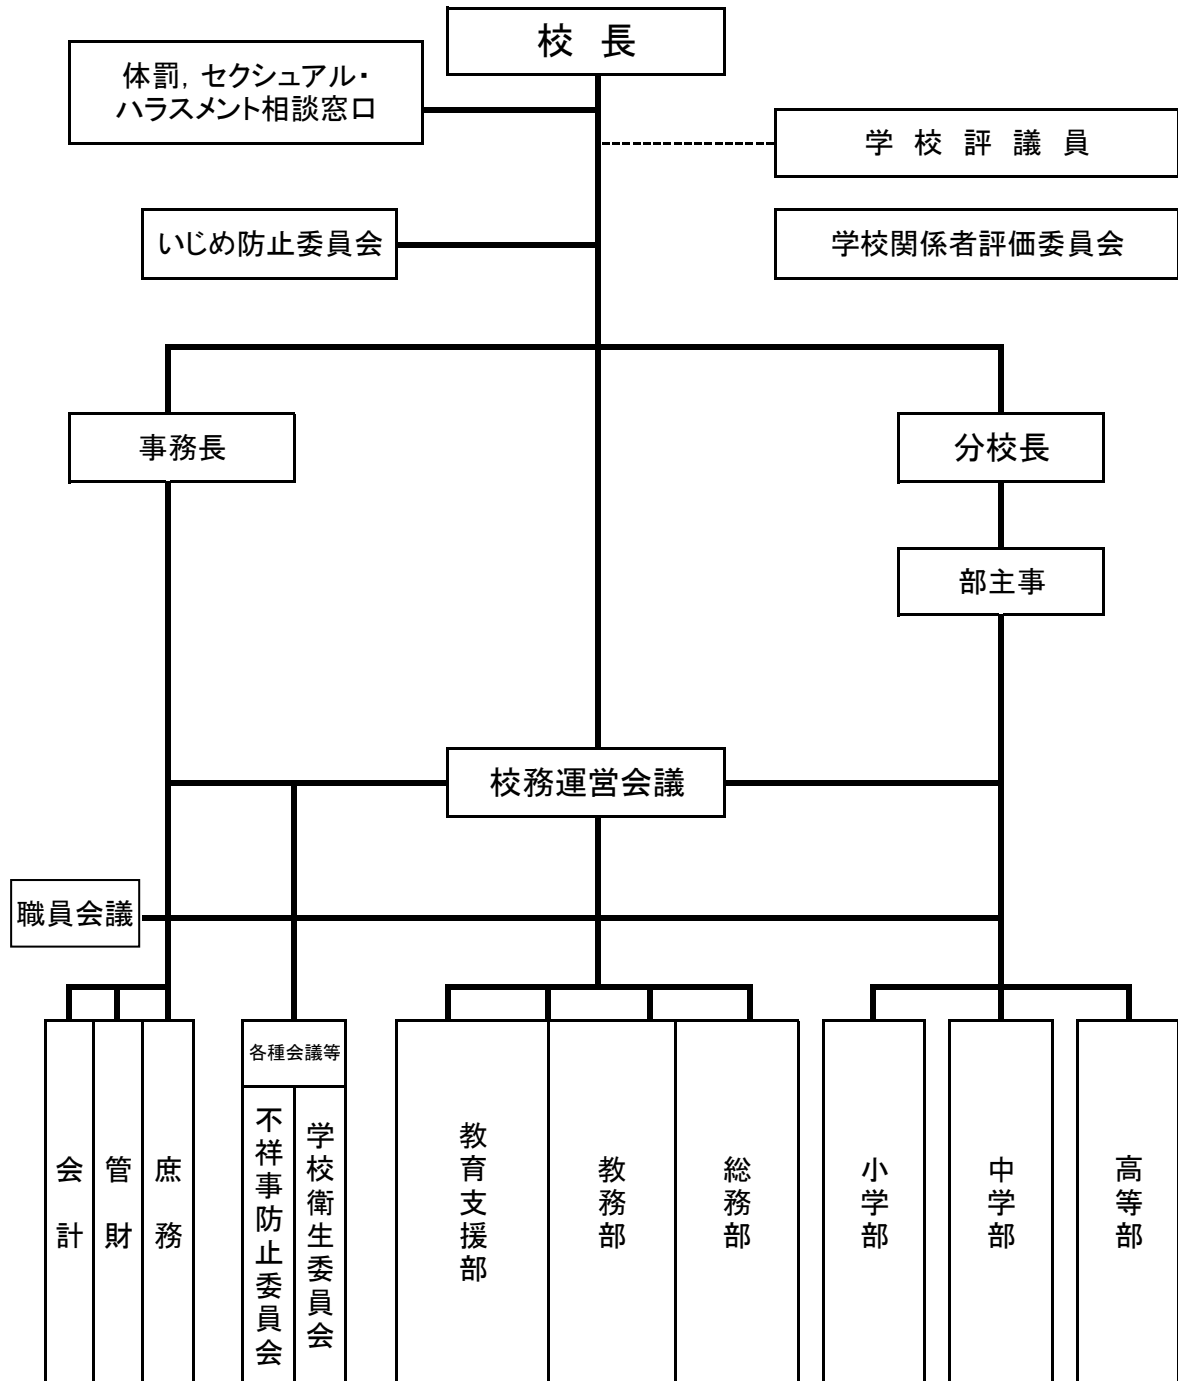 校 長
体罰，セクシュアル・
ハラスメント相談窓口
学 校 評 議 員
いじめ防止委員会
学校関係者評価委員会
事務長
分校長
部主事
校務運営会議
職員会議
会計
管財
庶務
各種会議等
不祥事防止委員会
学校衛生委員会
教育支援部
教務部
総務部
小学部
中学部
高等部